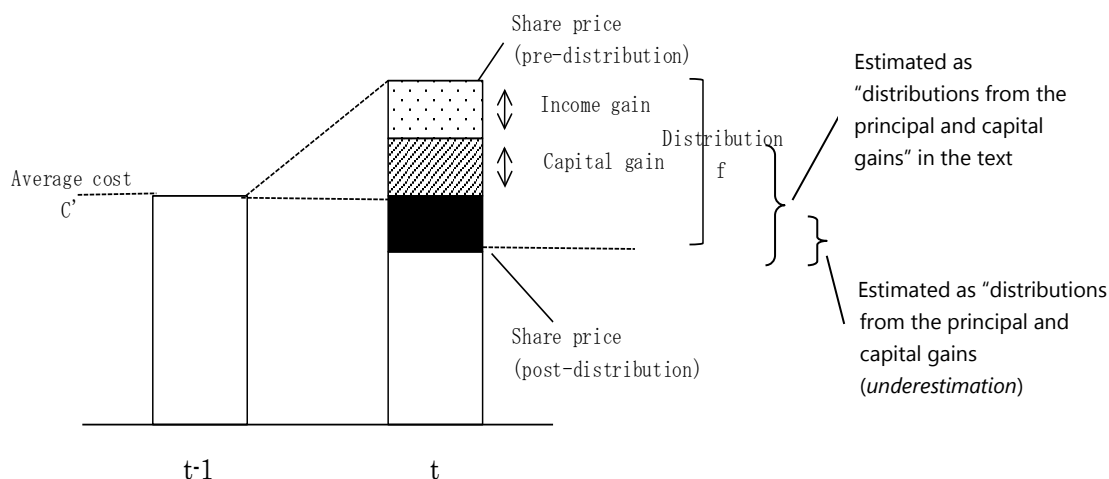 Share price
(pre-distribution)
Income gain
Capital gain
Distribution
f
Average cost
C'
Share price
(post-distribution)
t-1
t
Estimated as
“distributions from the
principal and capital
gains” in the text
Estimated as “distributions
from the principal and
capital gains
(underestimation)